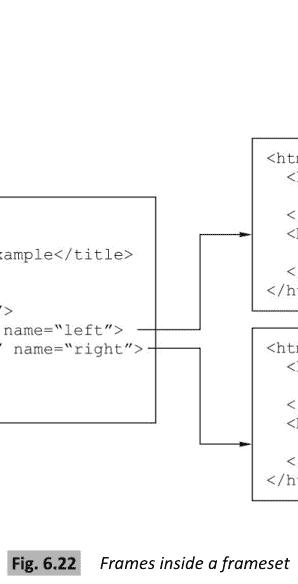 xample</title>
">
name="left">
" name="right">
<htm
<h
</
<b
</
</ht
<htm
<h
</
<b
</
</ht
Fig. 6.22 Frames inside a frameset